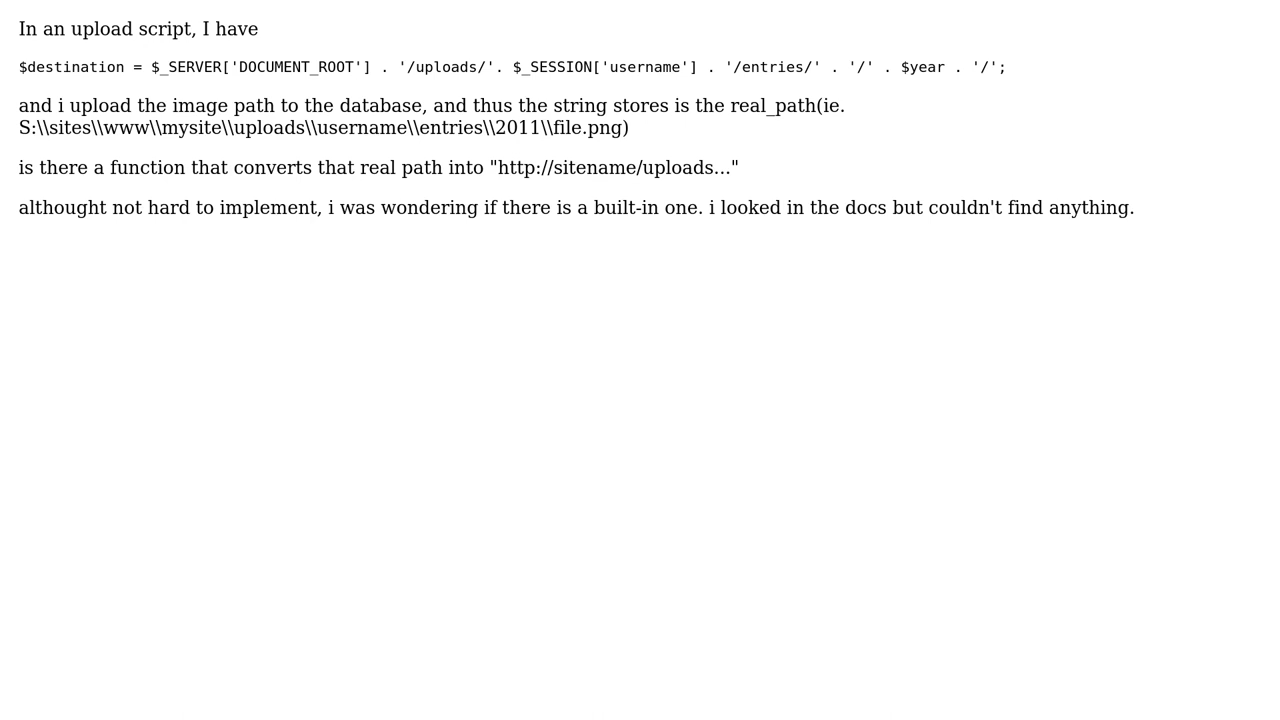 In an upload script, I have
$destination = $_SERVER['DOCUMENT_ROOT'] . '/uploads/'. $_SESSION['username'] . '/entries/' . '/' . $year . '/';
and i upload the image path to the database, and thus the string stores is the real_path(ie.
S:\\sites\\www\\mysite\\uploads\\username\\entries\\2011\\file.png)
is there a function that converts that real path into "http://sitename/uploads..."
althought not hard to implement, i was wondering if there is a built-in one. i looked in the docs but couldn't find anything.